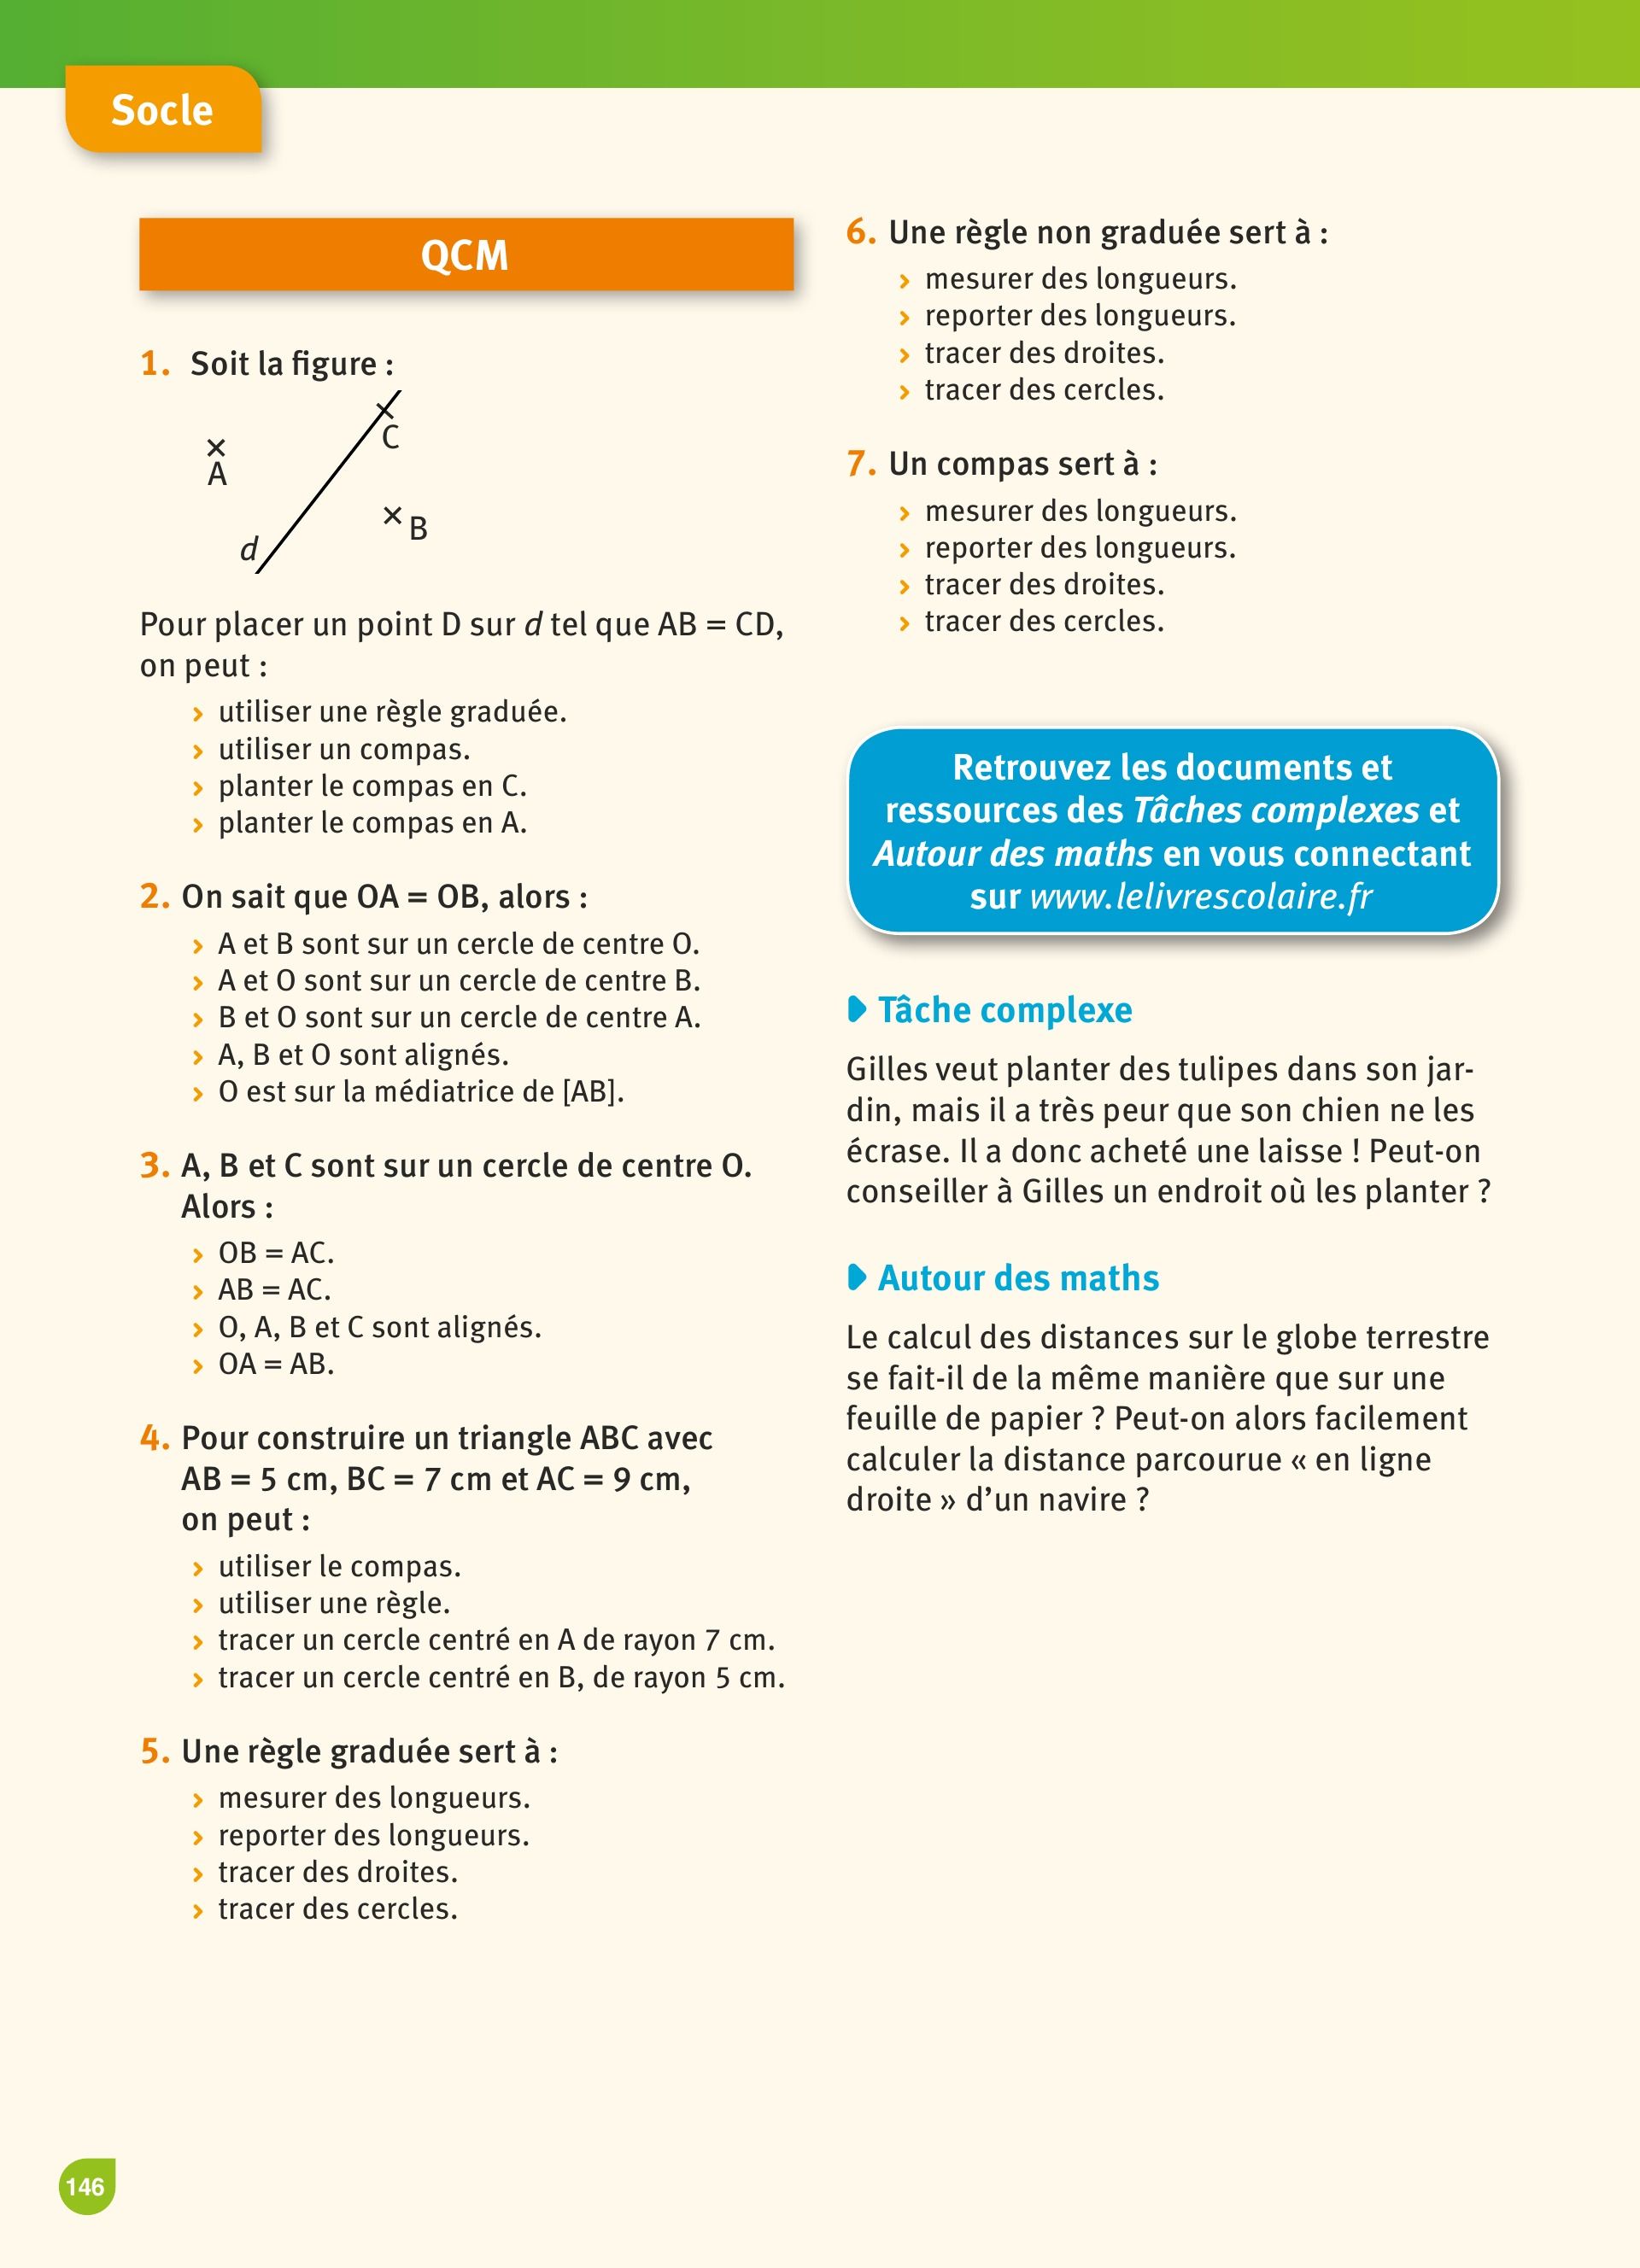 Socle
QCM
1. Soit la figure :
C
A
B
d
Pour placer un point D sur d tel que AB = CD,
on peut :
› utiliser une règle graduée.
› utiliser un compas.
› planter le compas en C.
› planter le compas en A.
2. On sait que OA = OB, alors :
› A et B sont sur un cercle de centre O.
› A et O sont sur un cercle de centre B.
› B et O sont sur un cercle de centre A.
› A, B et O sont alignés.
› O est sur la médiatrice de [AB].
3. A, B et C sont sur un cercle de centre O.
Alors :
› OB = AC.
› AB = AC.
› O, A, B et C sont alignés.
› OA = AB.
4. Pour construire un triangle ABC avec
AB = 5 cm, BC = 7 cm et AC = 9 cm,
on peut :
› utiliser le compas.
› utiliser une règle.
› tracer un cercle centré en A de rayon 7 cm.
› tracer un cercle centré en B, de rayon 5 cm.
5. Une règle graduée sert à :
› mesurer des longueurs.
› reporter des longueurs.
› tracer des droites.
› tracer des cercles.
6. Une règle non graduée sert à :
› mesurer des longueurs.
› reporter des longueurs.
› tracer des droites.
› tracer des cercles.
7. Un compas sert à :
› mesurer des longueurs.
› reporter des longueurs.
› tracer des droites.
› tracer des cercles.
Retrouvez les documents et
ressources des Tâches complexes et
Autour des maths en vous connectant
sur www.lelivrescolaire.fr
Tâche complexe
Gilles veut planter des tulipes dans son jar-
din, mais il a très peur que son chien ne les
écrase. Il a donc acheté une laisse ! Peut-on
conseiller à Gilles un endroit où les planter ?
Autour des maths
Le calcul des distances sur le globe terrestre
se fait-il de la même manière que sur une
feuille de papier ? Peut-on alors facilement
calculer la distance parcourue « en ligne
droite » d’un navire ?
146